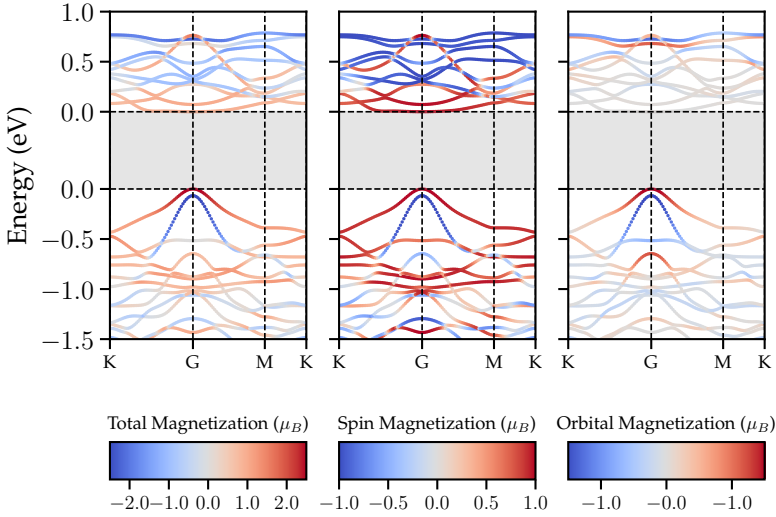 Energy (eV)
1.0
0.5
0.0
0.0
−0.5
−1.0
−1.5
K G M K
K G M K
K G M K
Total Magnetization (μB)
Spin Magnetization (μB)
Orbital Magnetization (μB)
−2.0 −1.0 0.0 1.0 2.0
−1.0 −0.5 0.0 0.5 1.0
−1.0 −0.0 −1.0